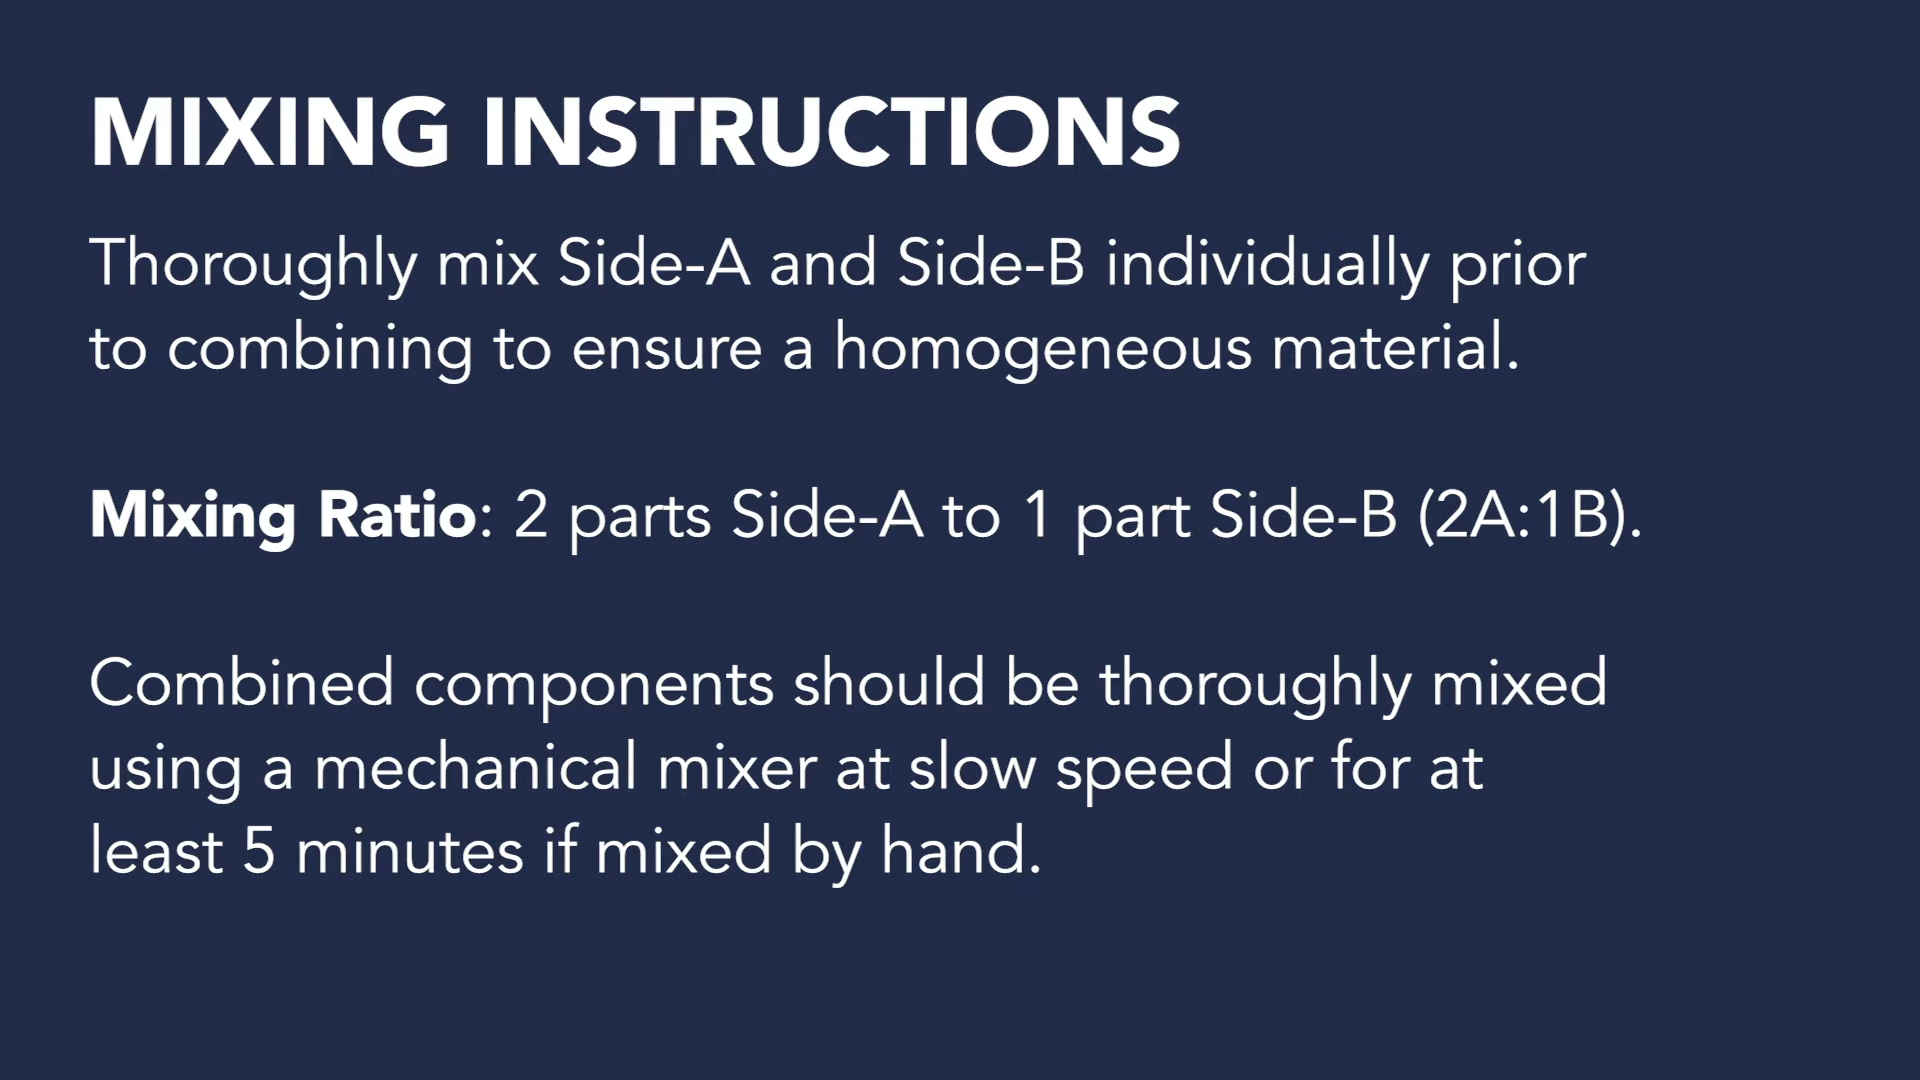 MIXING INSTRUCTIONS
Thoroughly mix Side-A and Side-B individually prior
to combining to ensure a homogeneous material.
Mixing Ratio: 2 parts Side-A to 1 part Side-B (2A:1B).
Combined components should be thoroughly mixed
using a mechanical mixer at slow speed or for at
least 5 minutes if mixed by hand.